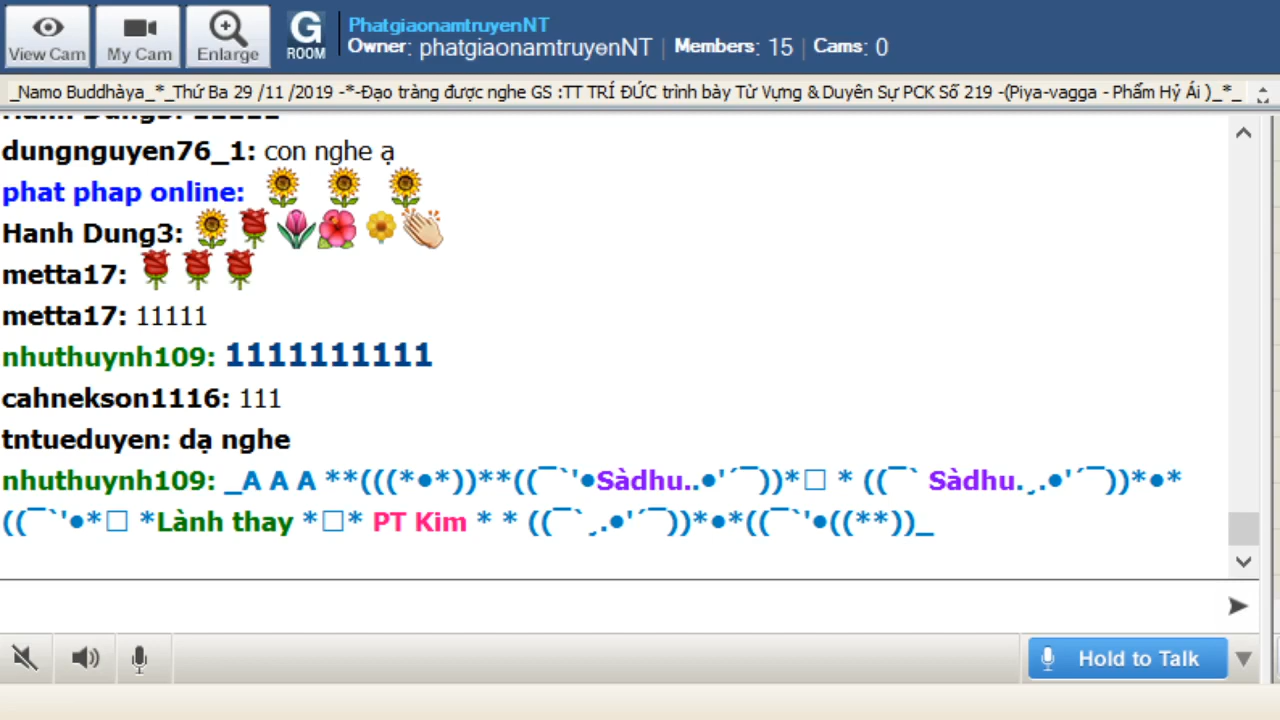 View Cam
My Cam
Enlarge
G
ROOM
PhatgiaonamtruyenNT
Owner: phatgiaonamtruyenNT | Members: 15 | Cams: 0
_Namo Buddhàya_*_Thứ Ba 29 /11 /2019 -*-Đạo tràng được nghe GS :TT TRÍ ĐỨC trình bày Từ Vựng & Duyên Sự PCK Số 219 -(Piya-vagga - Phẩm Hỷ Ái )_*_
Hanh Dung3: 11111
dungnguyen76_1: con nghe ạ
phat phap online: 🌻 🌻 🌻
Hanh Dung3: 🌻🌹🌷🌺🌼👏
metta17: 🌹🌹🌹
metta17: 11111
nhuthuynh109: 1111111111
cahnekson1116: 111
tntueduyen: dạ nghe
nhuthuynh109: _A A A **(((*●*))**((¯`'●Sàdhu..●'´¯))*□ * ((¯` Sàdhu.¸.●'´¯))*●*
((¯`'●*□ *Lành thay *□* PT Kim * * ((¯`¸.●'´¯))*●*((¯`'●((**))_
Hold to Talk